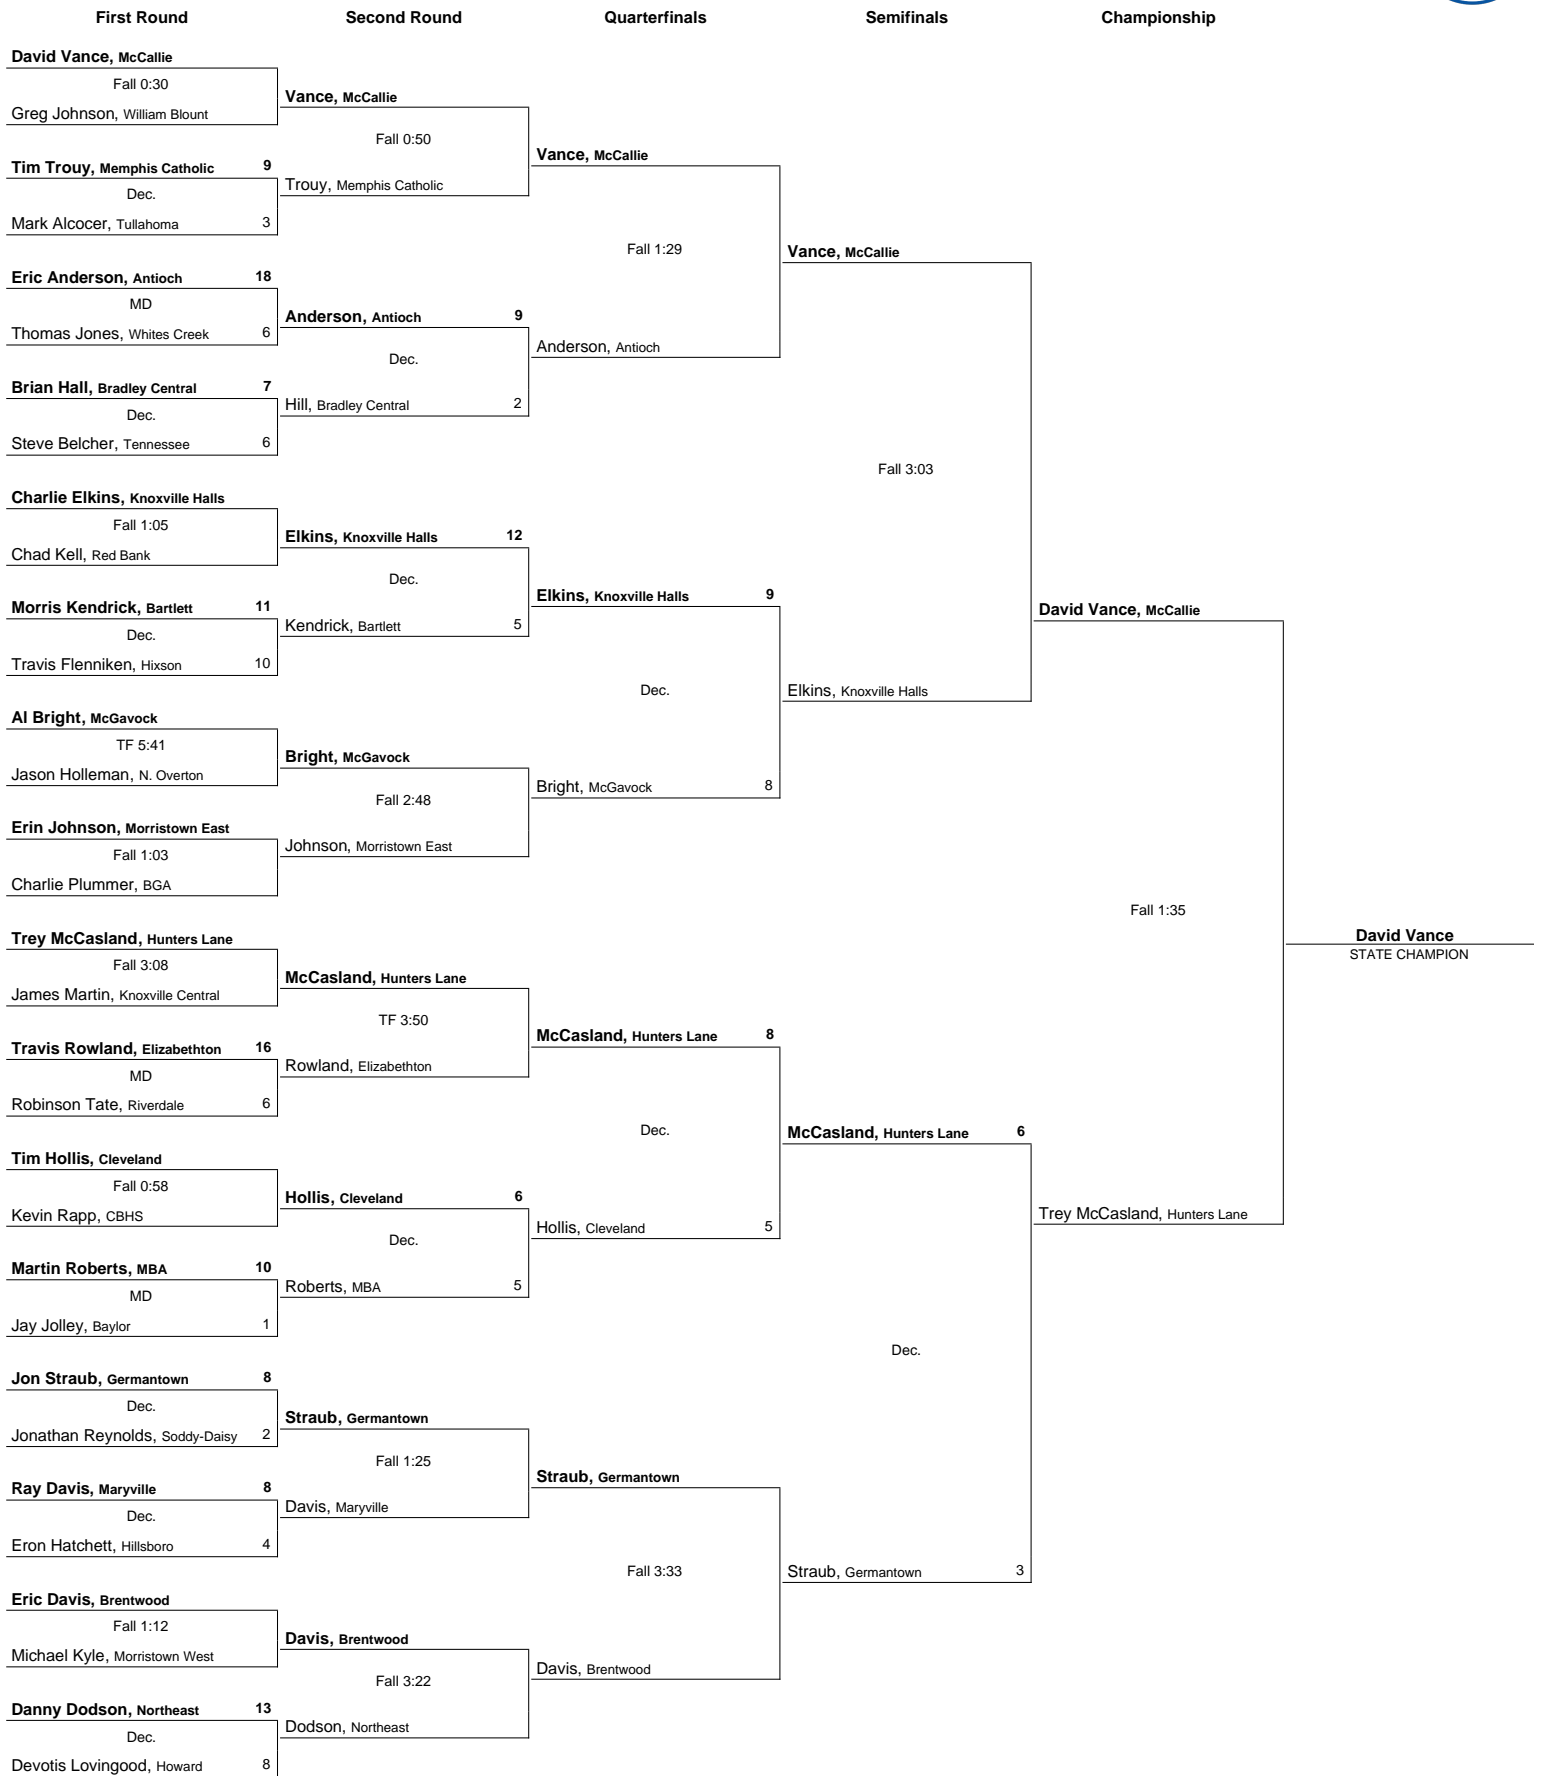 First Round Second Round Quarterfinals Semifinals Championship
David Vance, McCallie
Fall 0:30
Greg Johnson, William Blount
Tim Trouy, Memphis Catholic 9
Dec.
Mark Alcocer, Tullahoma 3
Eric Anderson, Antioch 18
MD
Thomas Jones, Whites Creek 6
Brian Hall, Bradley Central 7
Dec.
Steve Belcher, Tennessee 6
Charlie Elkins, Knoxville Halls
Fall 1:05
Chad Kell, Red Bank
Morris Kendrick, Bartlett 11
Dec.
Travis Flenniken, Hixson 10
Al Bright, McGavock
TF 5:41
Jason Holleman, N. Overton
Erin Johnson, Morristown East
Fall 1:03
Charlie Plummer, BGA
Trey McCasland, Hunters Lane
Fall 3:08
James Martin, Knoxville Central
Travis Rowland, Elizabethton 16
MD
Robinson Tate, Riverdale 6
Tim Hollis, Cleveland
Fall 0:58
Kevin Rapp, CBHS
Martin Roberts, MBA 10
MD
Jay Jolley, Baylor 1
Jon Straub, Germantown 8
Dec.
Jonathan Reynolds, Soddy-Daisy 2
Ray Davis, Maryville 8
Dec.
Eron Hatchett, Hillsboro 4
Eric Davis, Brentwood
Fall 1:12
Michael Kyle, Morristown West
Danny Dodson, Northeast 13
Dec.
Devotis Lovingood, Howard 8
Vance, McCallie
Fall 0:50
Trouy, Memphis Catholic
Anderson, Antioch 9
Dec.
Hill, Bradley Central 2
Elkins, Knoxville Halls 12
Dec.
Kendrick, Bartlett 5
Bright, McGavock
Fall 2:48
Johnson, Morristown East
McCasland, Hunters Lane
TF 3:50
Rowland, Elizabethton
Hollis, Cleveland 6
Dec.
Roberts, MBA 5
Straub, Germantown
Fall 1:25
Davis, Maryville
Davis, Brentwood
Fall 3:22
Dodson, Northeast
Vance, McCallie
Fall 1:29
Anderson, Antioch
Elkins, Knoxville Halls 9
Dec.
Bright, McGavock 8
McCasland, Hunters Lane 8
Dec.
Hollis, Cleveland 5
Straub, Germantown
Fall 3:33
Davis, Brentwood
Vance, McCallie
Fall 3:03
Elkins, Knoxville Halls
McCasland, Hunters Lane 6
Dec.
Straub, Germantown 3
David Vance, McCallie
Fall 1:35
Trey McCasland, Hunters Lane
David Vance
STATE CHAMPION